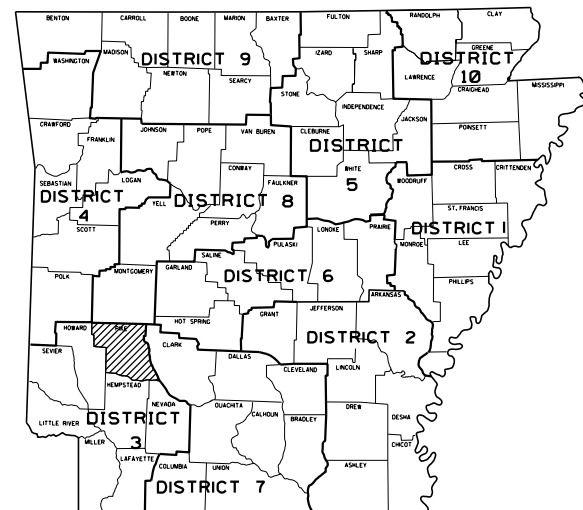 BENTON CARROLL BOONE MARION BAXTER FULTON RANDOLPH CLAY
WASHINGTON MADISON DISTRICT 9 IZARD SHARP DISTRICT 10 GREENE
NEWTON SEARCY STONE LAWRENCE CRAIGHEAD MISSISSIPPI
INDEPENDENCE JACKSON
CRAWFORD FRANKLIN JOHNSON POPE VAN BUREN CLEBURNE DISTRICT 5 POINSETT
SEBASTIAN LOGAN CONWAY WHITE WOODRUFF CROSS CRITTENDEN
DISTRICT 4 YELL DISTRICT 8 FAULKNER
SCOTT PERRY ST. FRANCIS
PULASKI LONOKE PRAIRIE MONROE DISTRICT 1 LEE
POLK MONTGOMERY GARLAND SALINE DISTRICT 6 PHILLIPS
HOT SPRING GRANT JEFFERSON ARKANSAS
HOWARD PIKE CLARK DISTRICT 2
SEVIER DALLAS CLEVELAND LINCOLN
HEMPSTEAD NEVADA OUACHITA CALHOUN BRADLEY DREW DESHA
LITTLE RIVER DISTRICT 3 MILLER CHICOT
LAFAYETTE COLUMBIA UNION ASHLEY
DISTRICT 7